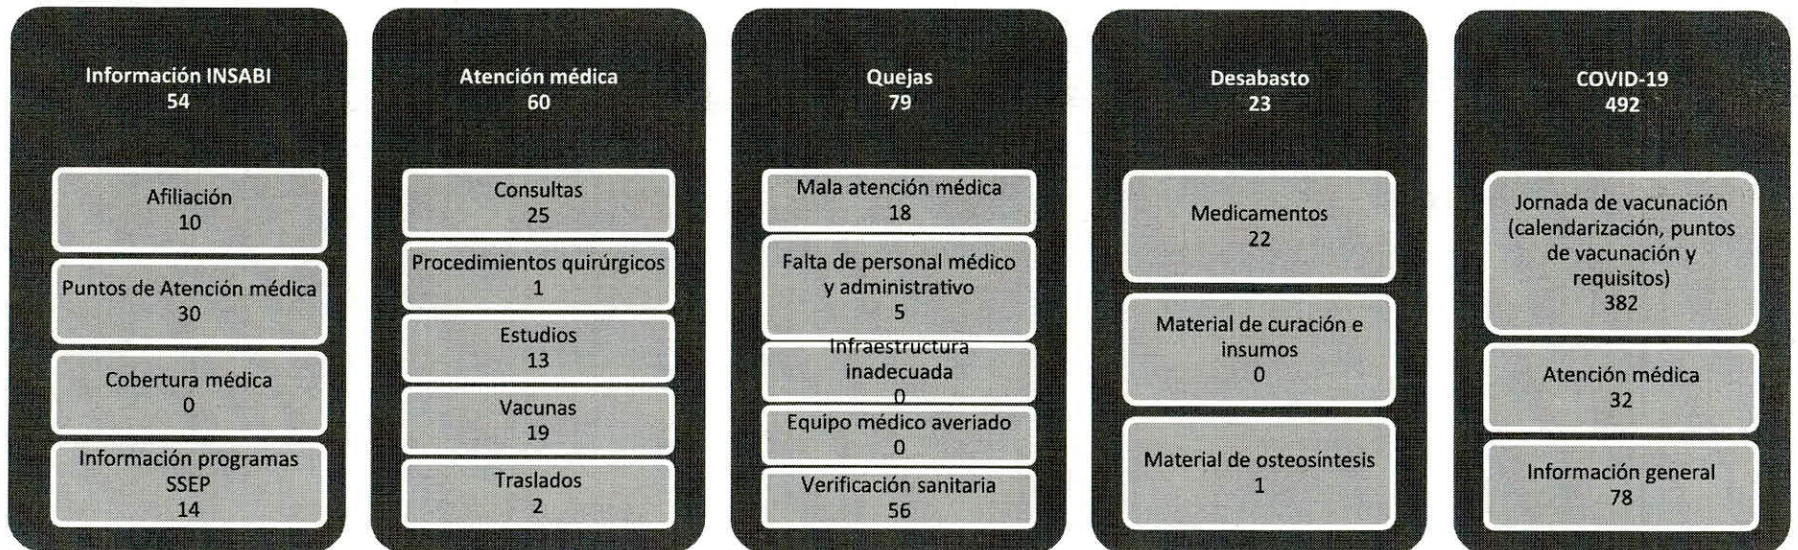 Información INSABI
54
Afiliación
10
Puntos de Atención médica
30
Cobertura médica
0
Información programas
SSEP
14
Atención médica
60
Consultas
25
Procedimientos quirúrgicos
1
Estudios
13
Vacunas
19
Traslados
2
Quejas
79
Mala atención médica
18
Falta de personal médico
y administrativo
5
Infraestructura
inadecuada
0
Equipo médico averiado
0
Verificación sanitaria
56
Desabasto
23
Medicamentos
22
Material de curación e
insumos
0
Material de osteosíntesis
1
COVID-19
492
Jornada de vacunación
(calendarización, puntos
de vacunación y
requisitos)
382
Atención médica
32
Información general
78